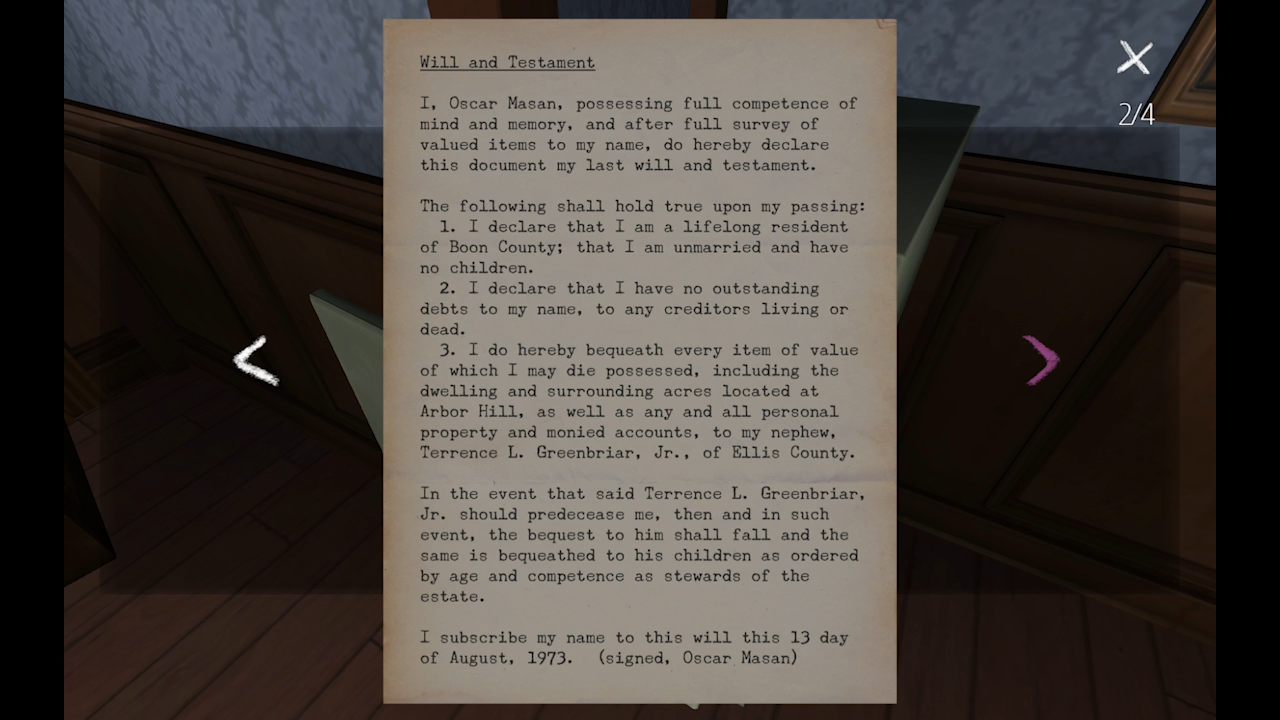 Will and Testament
I, Oscar Masan, possessing full competence of
mind and memory, and after full survey of
valued items to my name, do hereby declare
this document my last will and testament.
The following shall hold true upon my passing:
1. I declare that I am a lifelong resident
of Boon County; that I am unmarried and have
no children.
2. I declare that I have no outstanding
debts to my name, to any creditors living or
dead.
3. I do hereby bequeath every item of value
of which I may die possessed, including the
dwelling and surrounding acres located at
Arbor Hill, as well as any and all personal
property and monied accounts, to my nephew,
Terrence L. Greenbriar, Jr., of Ellis County.
In the event that said Terrence L. Greenbriar,
Jr. should predecease me, then and in such
event, the bequest to him shall fall and the
same is bequeathed to his children as ordered
by age and competence as stewards of the
estate.
I subscribe my name to this will this 13 day
of August, 1973. (signed, Oscar Masan)
2/4